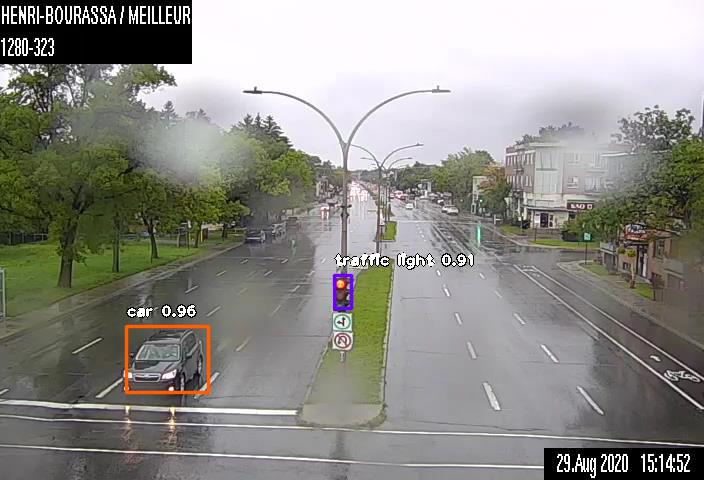 HENRI-BOURASSA / MEILLEUR
1280-323
traffic light 0.91
car 0.96
29.Aug 2020 15:14:52